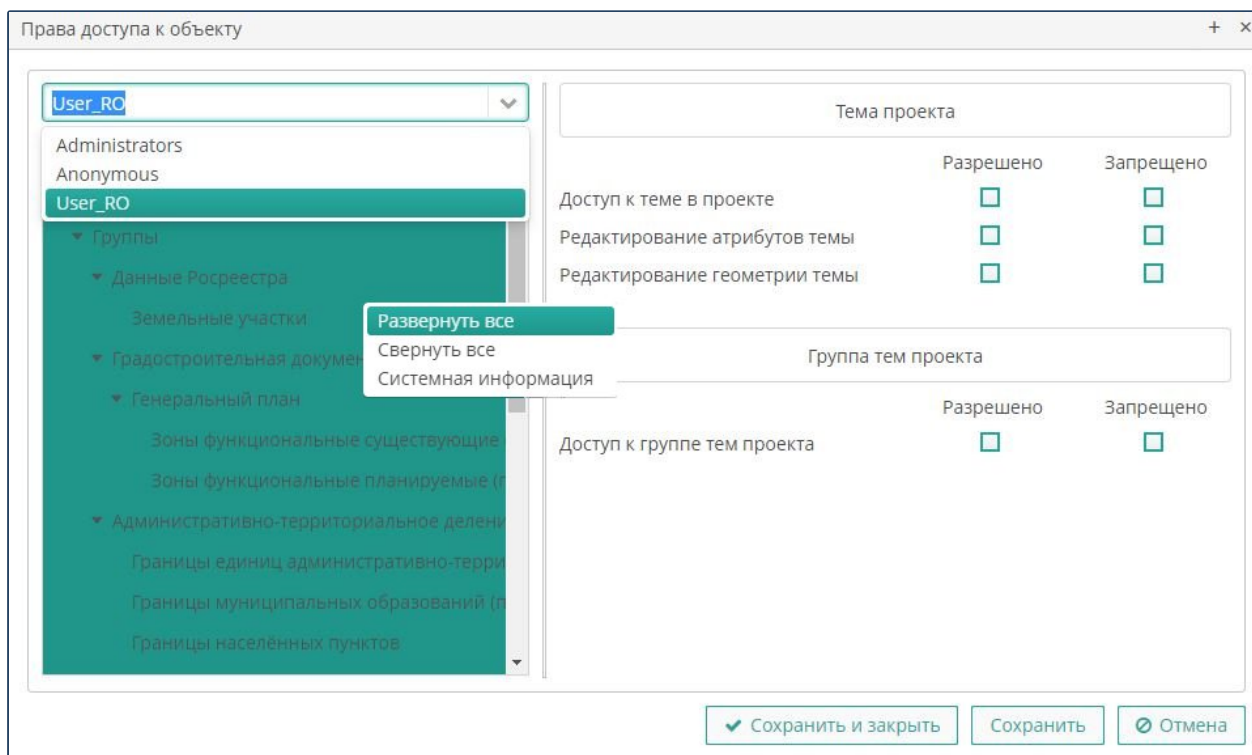 Права доступа к объекту
User_RO
Administrators
Anonymous
User_RO
Группы
Данные Росреестра
Земельные участки
Градостроительная докумен
Генеральный план
Зоны функциональные существующие
Зоны функциональные планируемые (п
Административно-территориальное делени
Границы единиц административно-терри
Границы муниципальных образований (п
Границы населённых пунктов
Развернуть все
Свернуть все
Системная информация
Тема проекта
Разрешено Запрещено
Доступ к теме в проекте
Редактирование атрибутов темы
Редактирование геометрии темы
Группа тем проекта
Разрешено Запрещено
Доступ к группе тем проекта
Сохранить и закрыть Сохранить Отмена